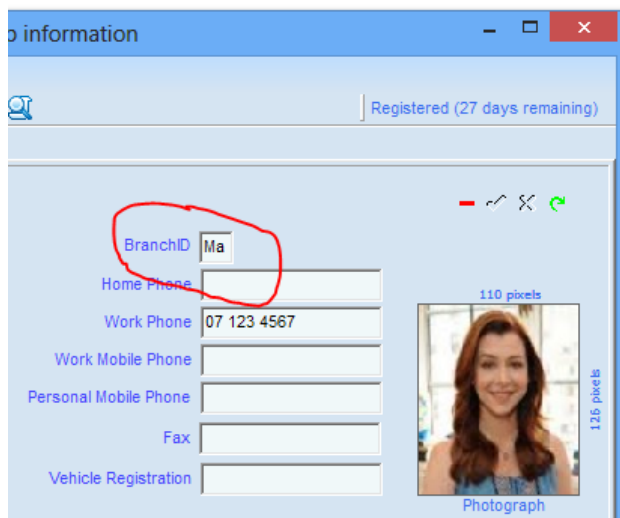 information
Registered (27 days remaining)
BranchID Ma
Home Phone
110 pixels
Work Phone 07 123 4567
Work Mobile Phone
Personal Mobile Phone
126 pixels
Fax
Vehicle Registration
Photograph